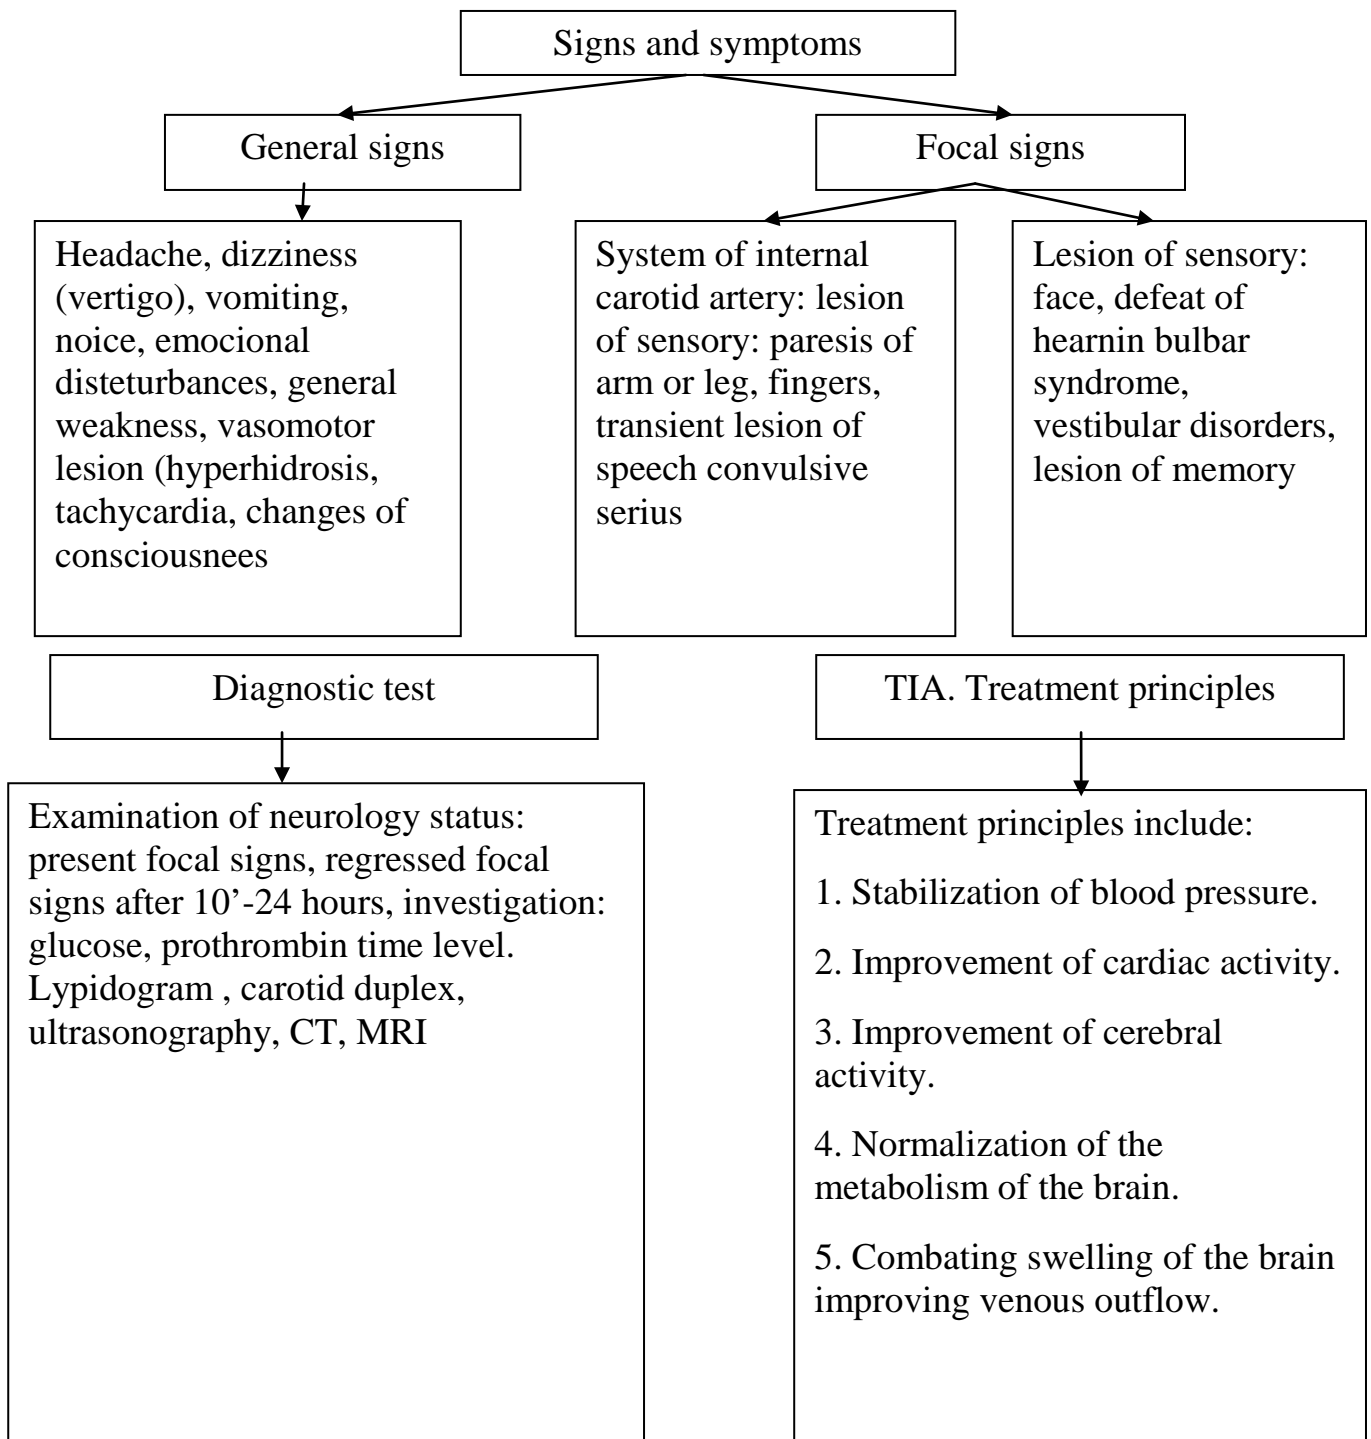 Signs and symptoms
General signs
Focal signs
Headache, dizziness
(vertigo), vomiting,
noice, emocional
disteturbances, general
weakness, vasomotor
lesion (hyperhidrosis,
tachycardia, changes of
consciousnees
System of internal
carotid artery: lesion
of sensory: paresis of
arm or leg, fingers,
transient lesion of
speech convulsive
serius
Lesion of sensory:
face, defeat of
hearnin bulbar
syndrome,
vestibular disorders,
lesion of memory
Diagnostic test
TIA. Treatment principles
Examination of neurology status:
present focal signs, regressed focal
signs after 10’-24 hours, investigation:
glucose, prothrombin time level.
Lypidogram , carotid duplex,
ultrasonography, CT, MRI
Treatment principles include:
1. Stabilization of blood pressure.
2. Improvement of cardiac activity.
3. Improvement of cerebral
activity.
4. Normalization of the
metabolism of the brain.
5. Combating swelling of the brain
improving venous outflow.